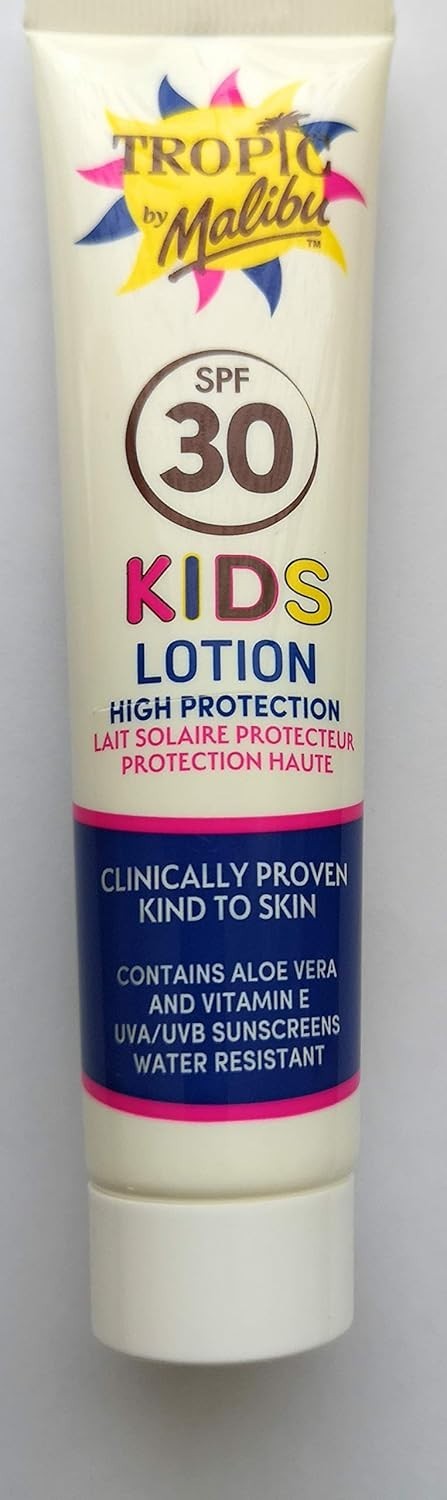 TROPIC
by Malibu
TM
SPF
30
KIDS
LOTION
HIGH PROTECTION
LAIT SOLAIRE PROTECTEUR
PROTECTION HAUTE
CLINICALLY PROVEN
KIND TO SKIN
CONTAINS ALOE VERA
AND VITAMIN E
UVA/UVB SUNSCREENS
WATER RESISTANT